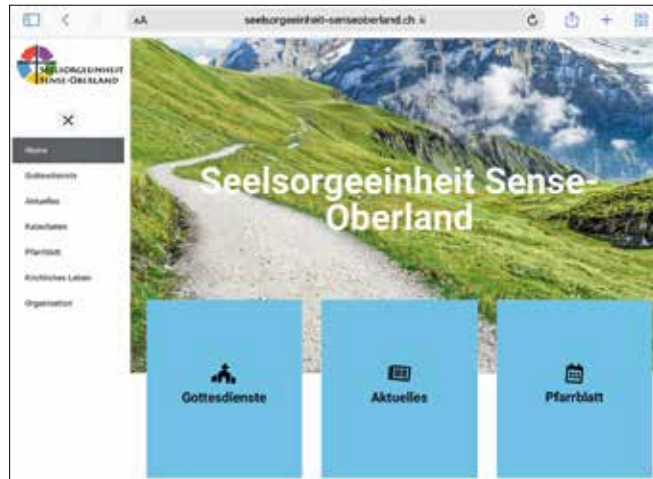 AA
seelsorgeeinheit-senseoberland.ch
SEELSORGEEINHEIT
SENSE-OBERLAND
Home
Gottesdienste
Aktuelles
Pfarrblatt
Kirchliches Leben
Organisation
Seelsorgeeinheit Sense-
Oberland
Gottesdienste
Aktuelles
Pfarrblatt